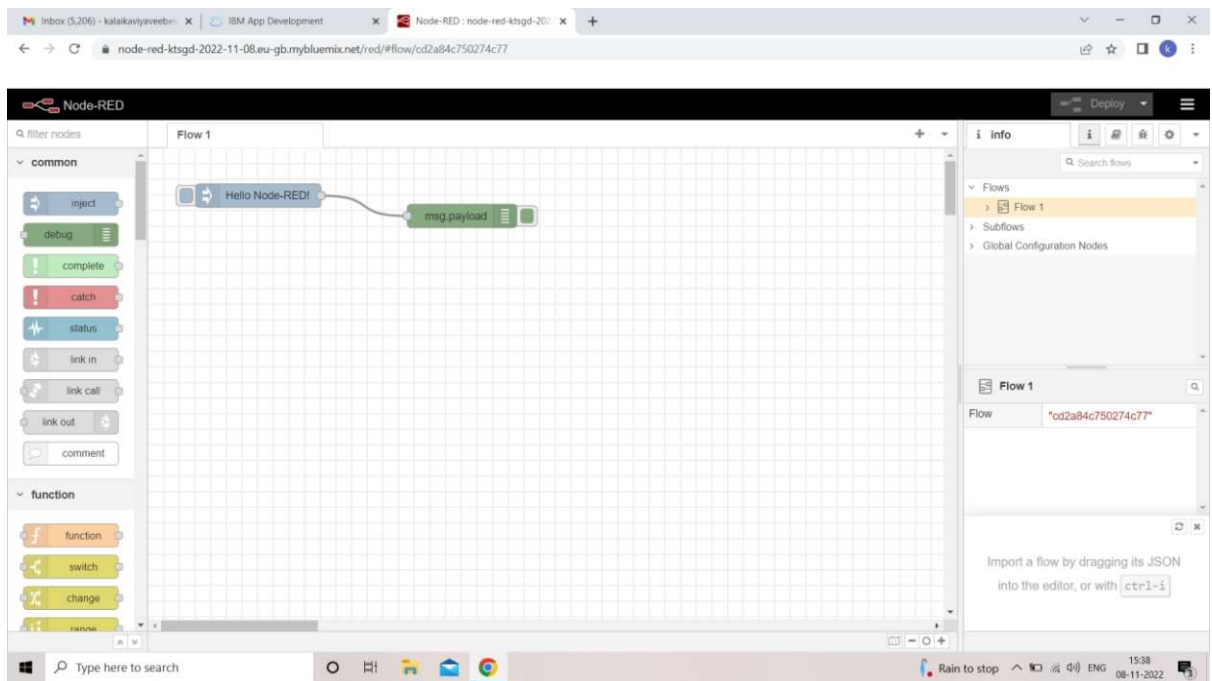 Inbox (5,206) - kalaikaviyaveebe
IBM App Development
Node-RED : node-red-ktsgd-202
node-red-ktsgd-2022-11-08.eu-gb.mybluemix.net/red/#flow/cd2a84c750274c77
k
Node-RED
Deploy
filter nodes
Flow 1
i info
i
common
Search flows
inject
debug
complete
catch
status
link in
link call
link out
comment
function
f function
switch
change
range
Hello Node-RED!
msg.payload
Flows
Flow 1
Subflows
Global Configuration Nodes
Flow 1
Flow "cd2a84c750274c77"
Import a flow by dragging its JSON
into the editor, or with ctrl-i
Type here to search
Rain to stop
ENG
15:38
08-11-2022
3